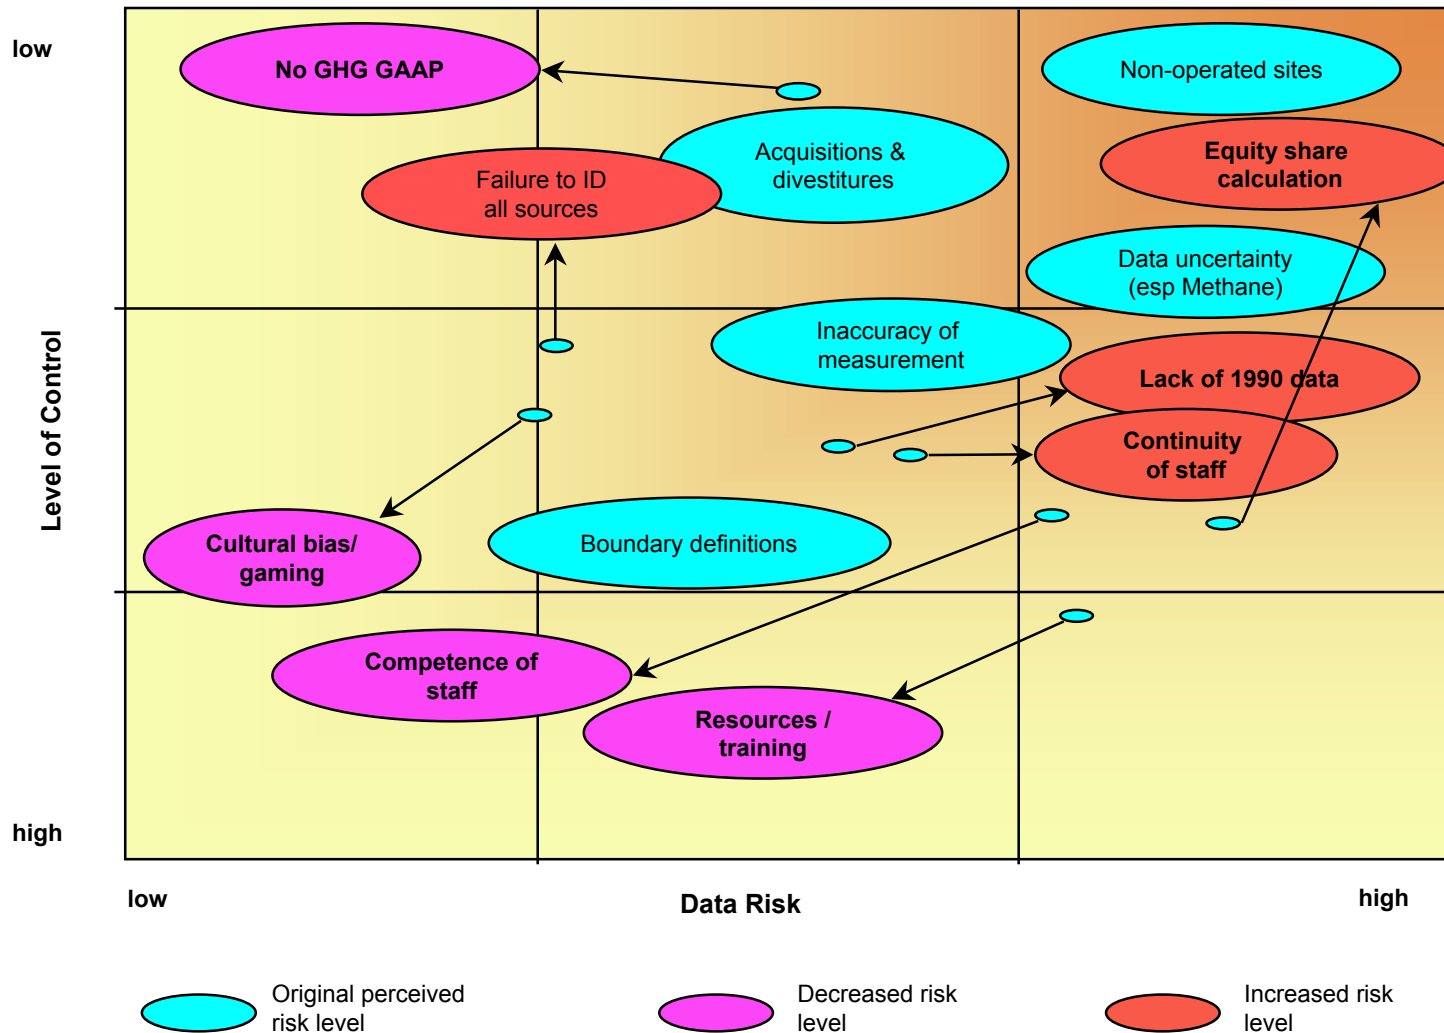 low
No GHG GAAP
Non-operated sites
Acquisitions &
divestitures
Equity share
calculation
Failure to ID
all sources
Data uncertainty
(esp Methane)
Inaccuracy of
measurement
Lack of 1990 data
Continuity
of staff
Level of Control
Cultural bias/
gaming
Boundary definitions
Competence of
staff
Resources /
training
high
low
Data Risk
high
Original perceived
risk level
Decreased risk
level
Increased risk
level